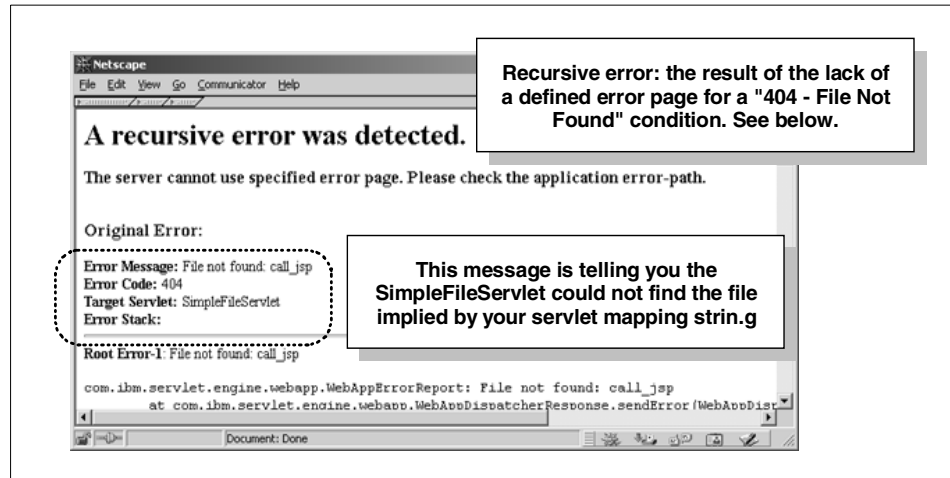 Netscape
File Edit View Go Communicator Help
Recursive error: the result of the lack of
a defined error page for a "404 - File Not
Found" condition. See below.
A recursive error was detected.
The server cannot use specified error page. Please check the application error-path.
Original Error:
Error Message: File not found: call_jsp
Error Code: 404
Target Servlet: SimpleFileServlet
Error Stack:
This message is telling you the
SimpleFileServlet could not find the file
implied by your servlet mapping strin.g
Root Error-1: File not found: call_jsp
com.ibm.servlet.engine.webapp.WebAppErrorReport: File not found: call_jsp
at com.ibm.servlet.engine.webapp.WebAppDispatcherResponse.sendError(WebAppDisp
Document: Done